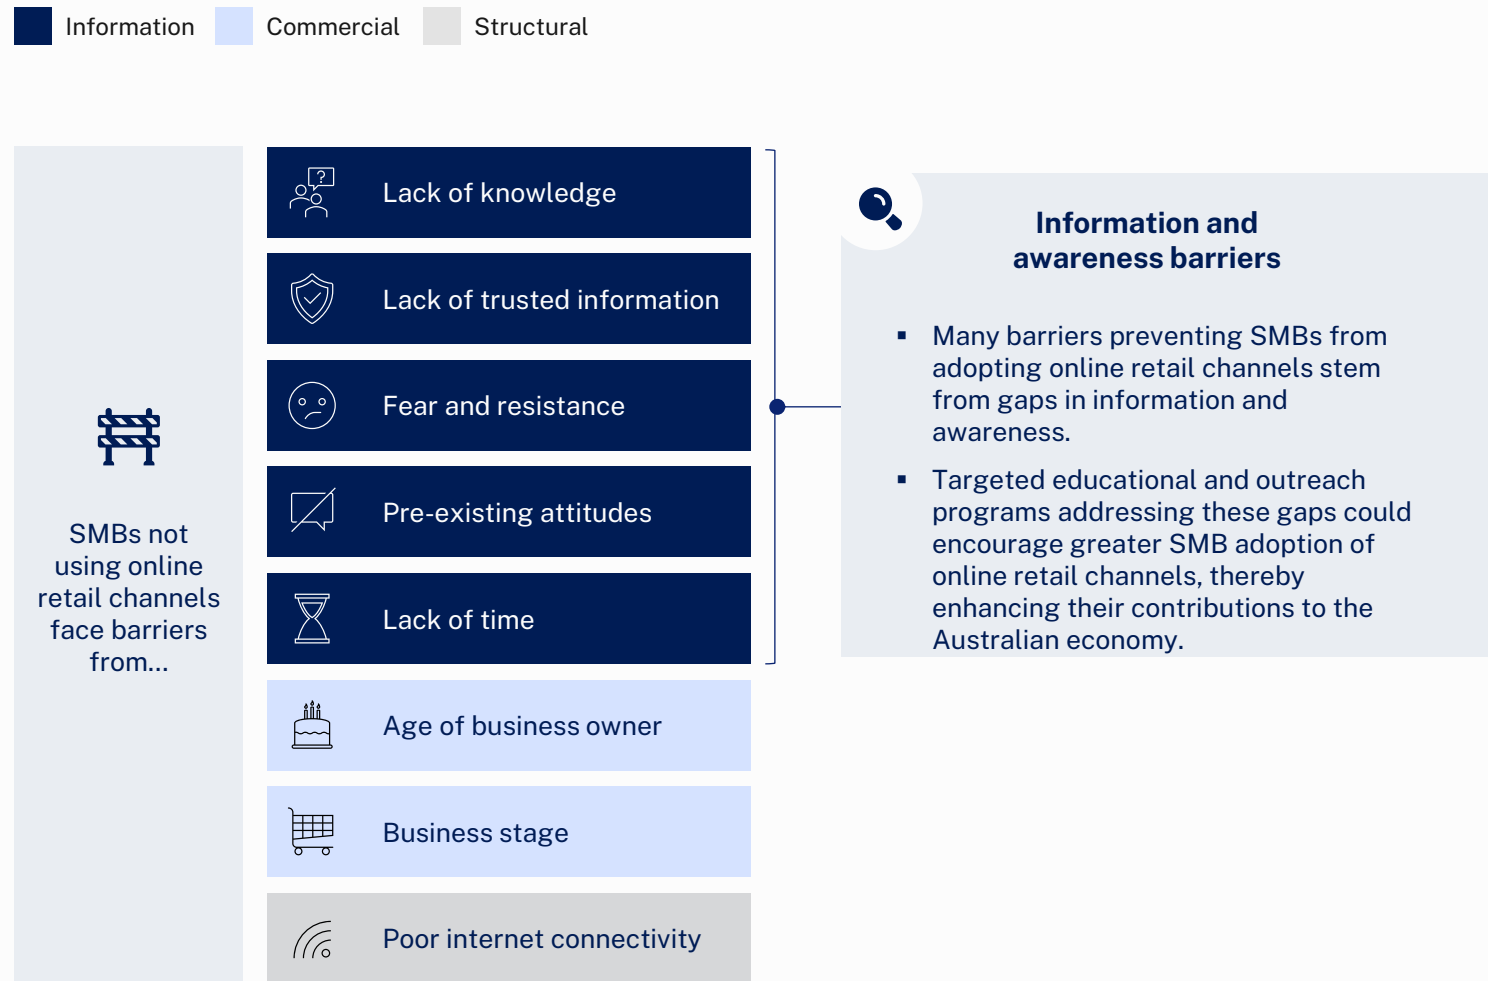 Information
Commercial
Structural
SMBs not
using online
retail channels
face barriers
from...
?
Lack of knowledge
Lack of trusted information
Fear and resistance
Pre-existing attitudes
Lack of time
Age of business owner
Business stage
Poor internet connectivity
Information and
awareness barriers
▪ Many barriers preventing SMBs from
adopting online retail channels stem
from gaps in information and
awareness.
▪ Targeted educational and outreach
programs addressing these gaps could
encourage greater SMB adoption of
online retail channels, thereby
enhancing their contributions to the
Australian economy.